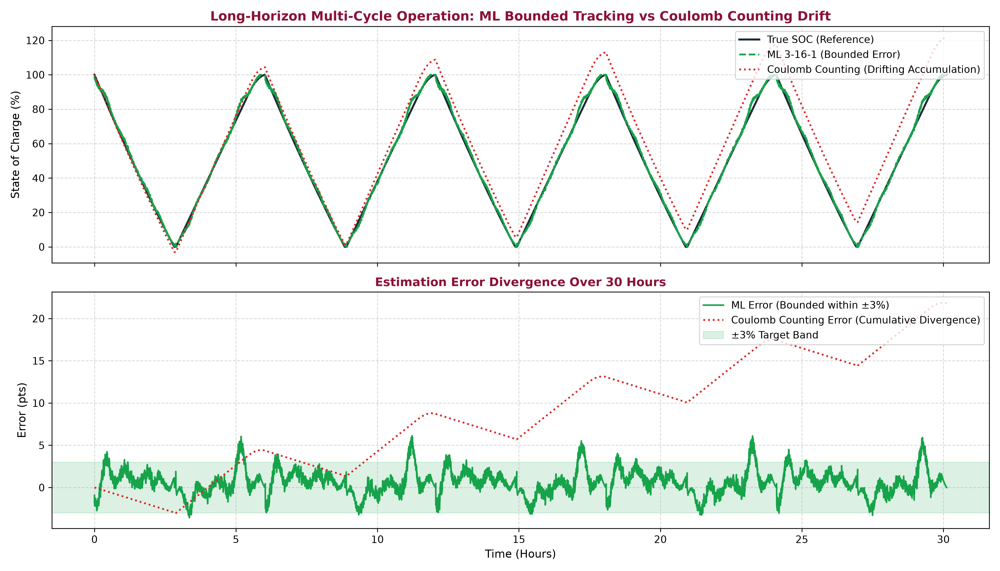 Long-Horizon Multi-Cycle Operation: ML Bounded Tracking vs Coulomb Counting Drift
State of Charge (%)
120
100
80
60
40
20
0
True SOC (Reference)
ML 3-16-1 (Bounded Error)
Coulomb Counting (Drifting Accumulation)
Estimation Error Divergence Over 30 Hours
Error (pts)
20
15
10
5
0
ML Error (Bounded within ±3%)
Coulomb Counting Error (Cumulative Divergence)
±3% Target Band
0 5 10 15 20 25 30
Time (Hours)